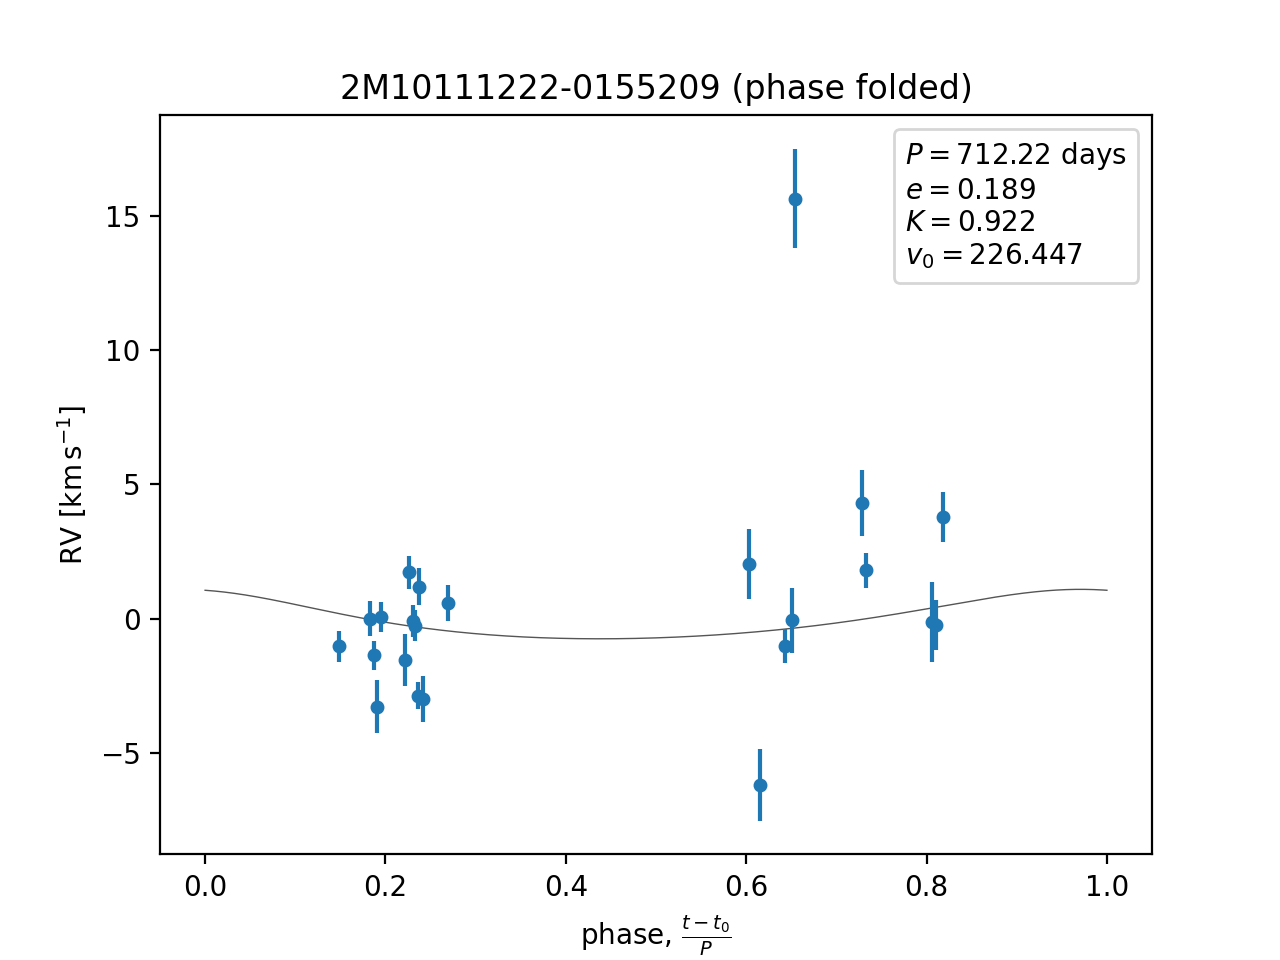 2M10111222-0155209 (phase folded)
P = 712.22 days
e = 0.189
K = 0.922
v₀ = 226.447
15
10
5
0
−5
RV [km s⁻¹]
0.0 0.2 0.4 0.6 0.8 1.0
phase, (t − t₀)/P